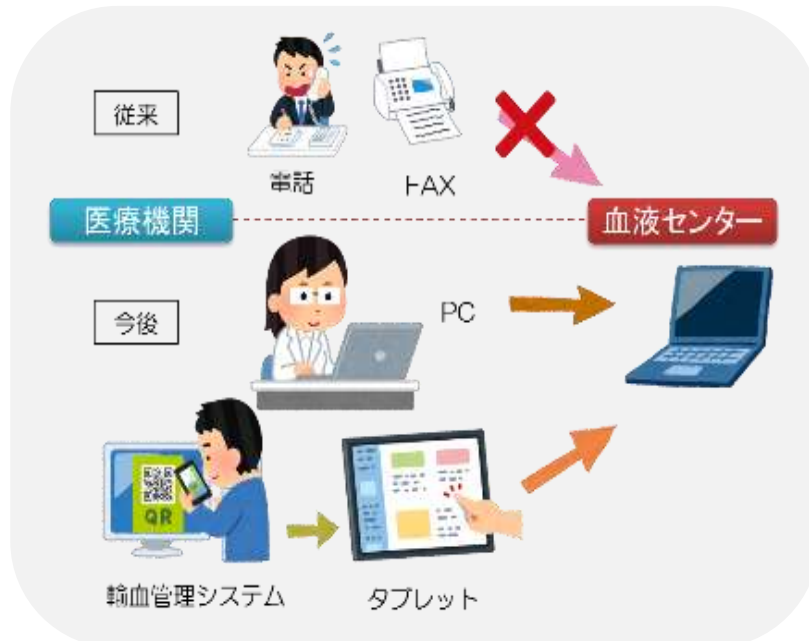 従来
電話
FAX
医療機関
血液センター
今後
PC
QR
輸血管理システム
タブレット